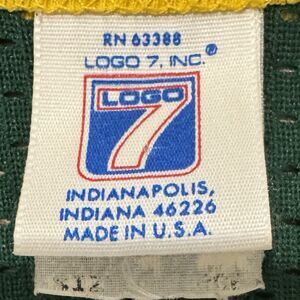 RN 63388
LOGO 7, INC.®
LOGO
7
INDIANAPOLIS,
INDIANA 46226
MADE IN U.S.A.